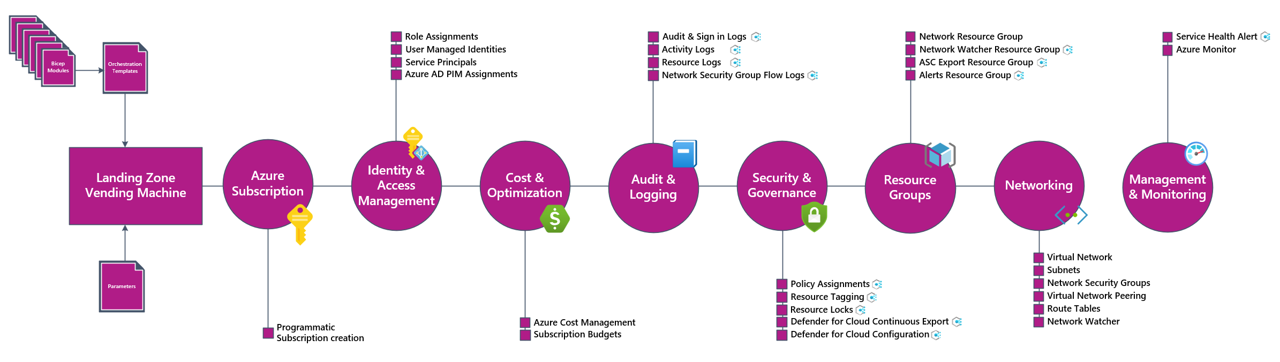 Bicep
Modules
Orchestration
Templates
Landing Zone
Vending Machine
Parameters
Azure
Subscription
Programmatic
Subscription creation
Role Assignments
User Managed Identities
Service Principals
Azure AD PIM Assignments
Identity &
Access
Management
Cost &
Optimization
Azure Cost Management
Subscription Budgets
Audit & Sign in Logs
Activity Logs
Resource Logs
Network Security Group Flow Logs
Audit &
Logging
Security &
Governance
Policy Assignments
Resource Tagging
Resource Locks
Defender for Cloud Continuous Export
Defender for Cloud Configuration
Network Resource Group
Network Watcher Resource Group
ASC Export Resource Group
Alerts Resource Group
Resource
Groups
Networking
Virtual Network
Subnets
Network Security Groups
Virtual Network Peering
Route Tables
Network Watcher
Service Health Alert
Azure Monitor
Management
& Monitoring